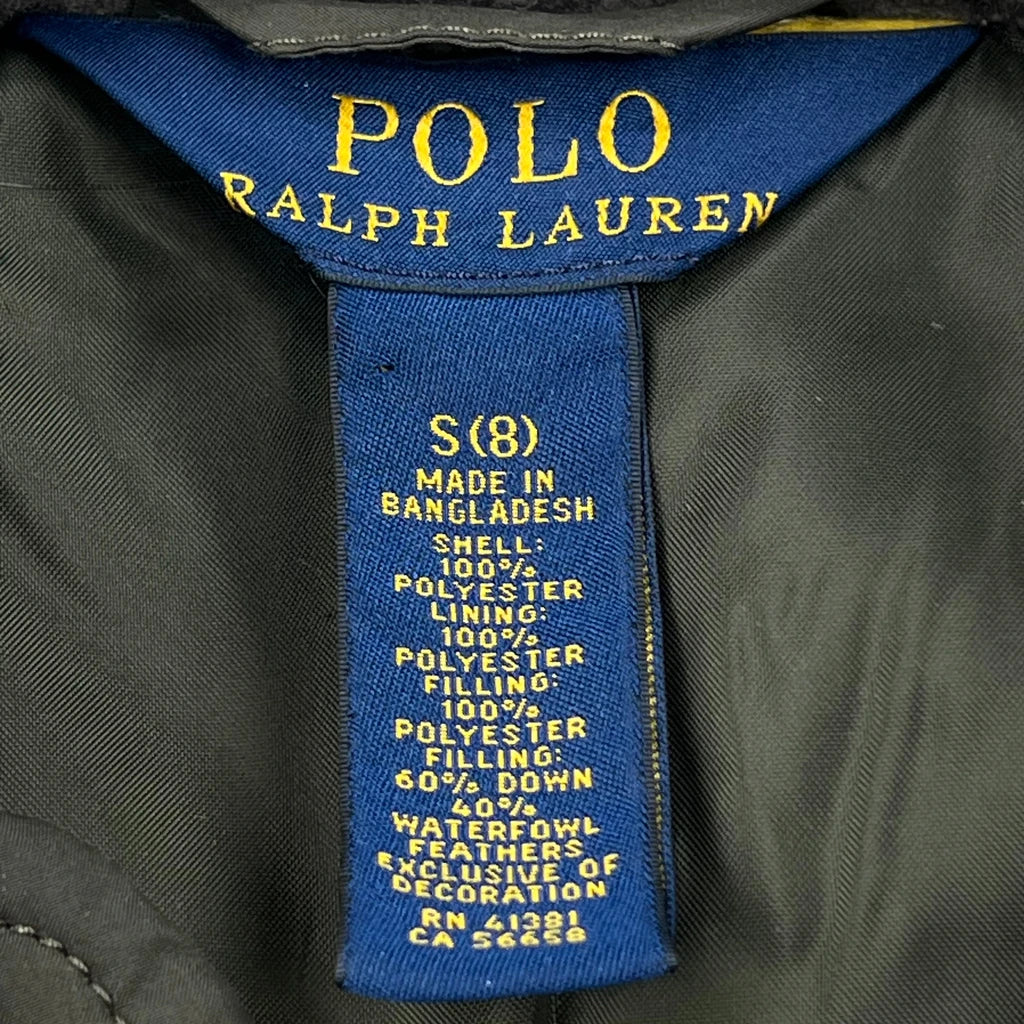 POLO
RALPH LAUREN
S(8)
MADE IN
BANGLADESH
SHELL:
100%
POLYESTER
LINING:
100%
POLYESTER
FILLING:
100%
POLYESTER
FILLING:
60% DOWN
40%
WATERFOWL
FEATHERS
EXCLUSIVE OF
DECORATION
RN 41381
CA 56658